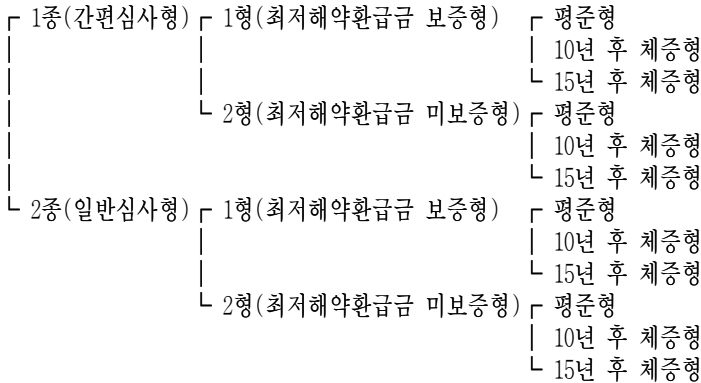 ┌ 1종(간편심사형)┌ 1형(최저해약환급금 보증형) ┌ 평준형
│ │ │ 10년 후 체증형
│ │ └ 15년 후 체증형
│ └ 2형(최저해약환급금 미보증형)┌ 평준형
│ │ 10년 후 체증형
│ └ 15년 후 체증형
└ 2종(일반심사형)┌ 1형(최저해약환급금 보증형) ┌ 평준형
│ │ 10년 후 체증형
│ └ 15년 후 체증형
└ 2형(최저해약환급금 미보증형)┌ 평준형
│ 10년 후 체증형
└ 15년 후 체증형